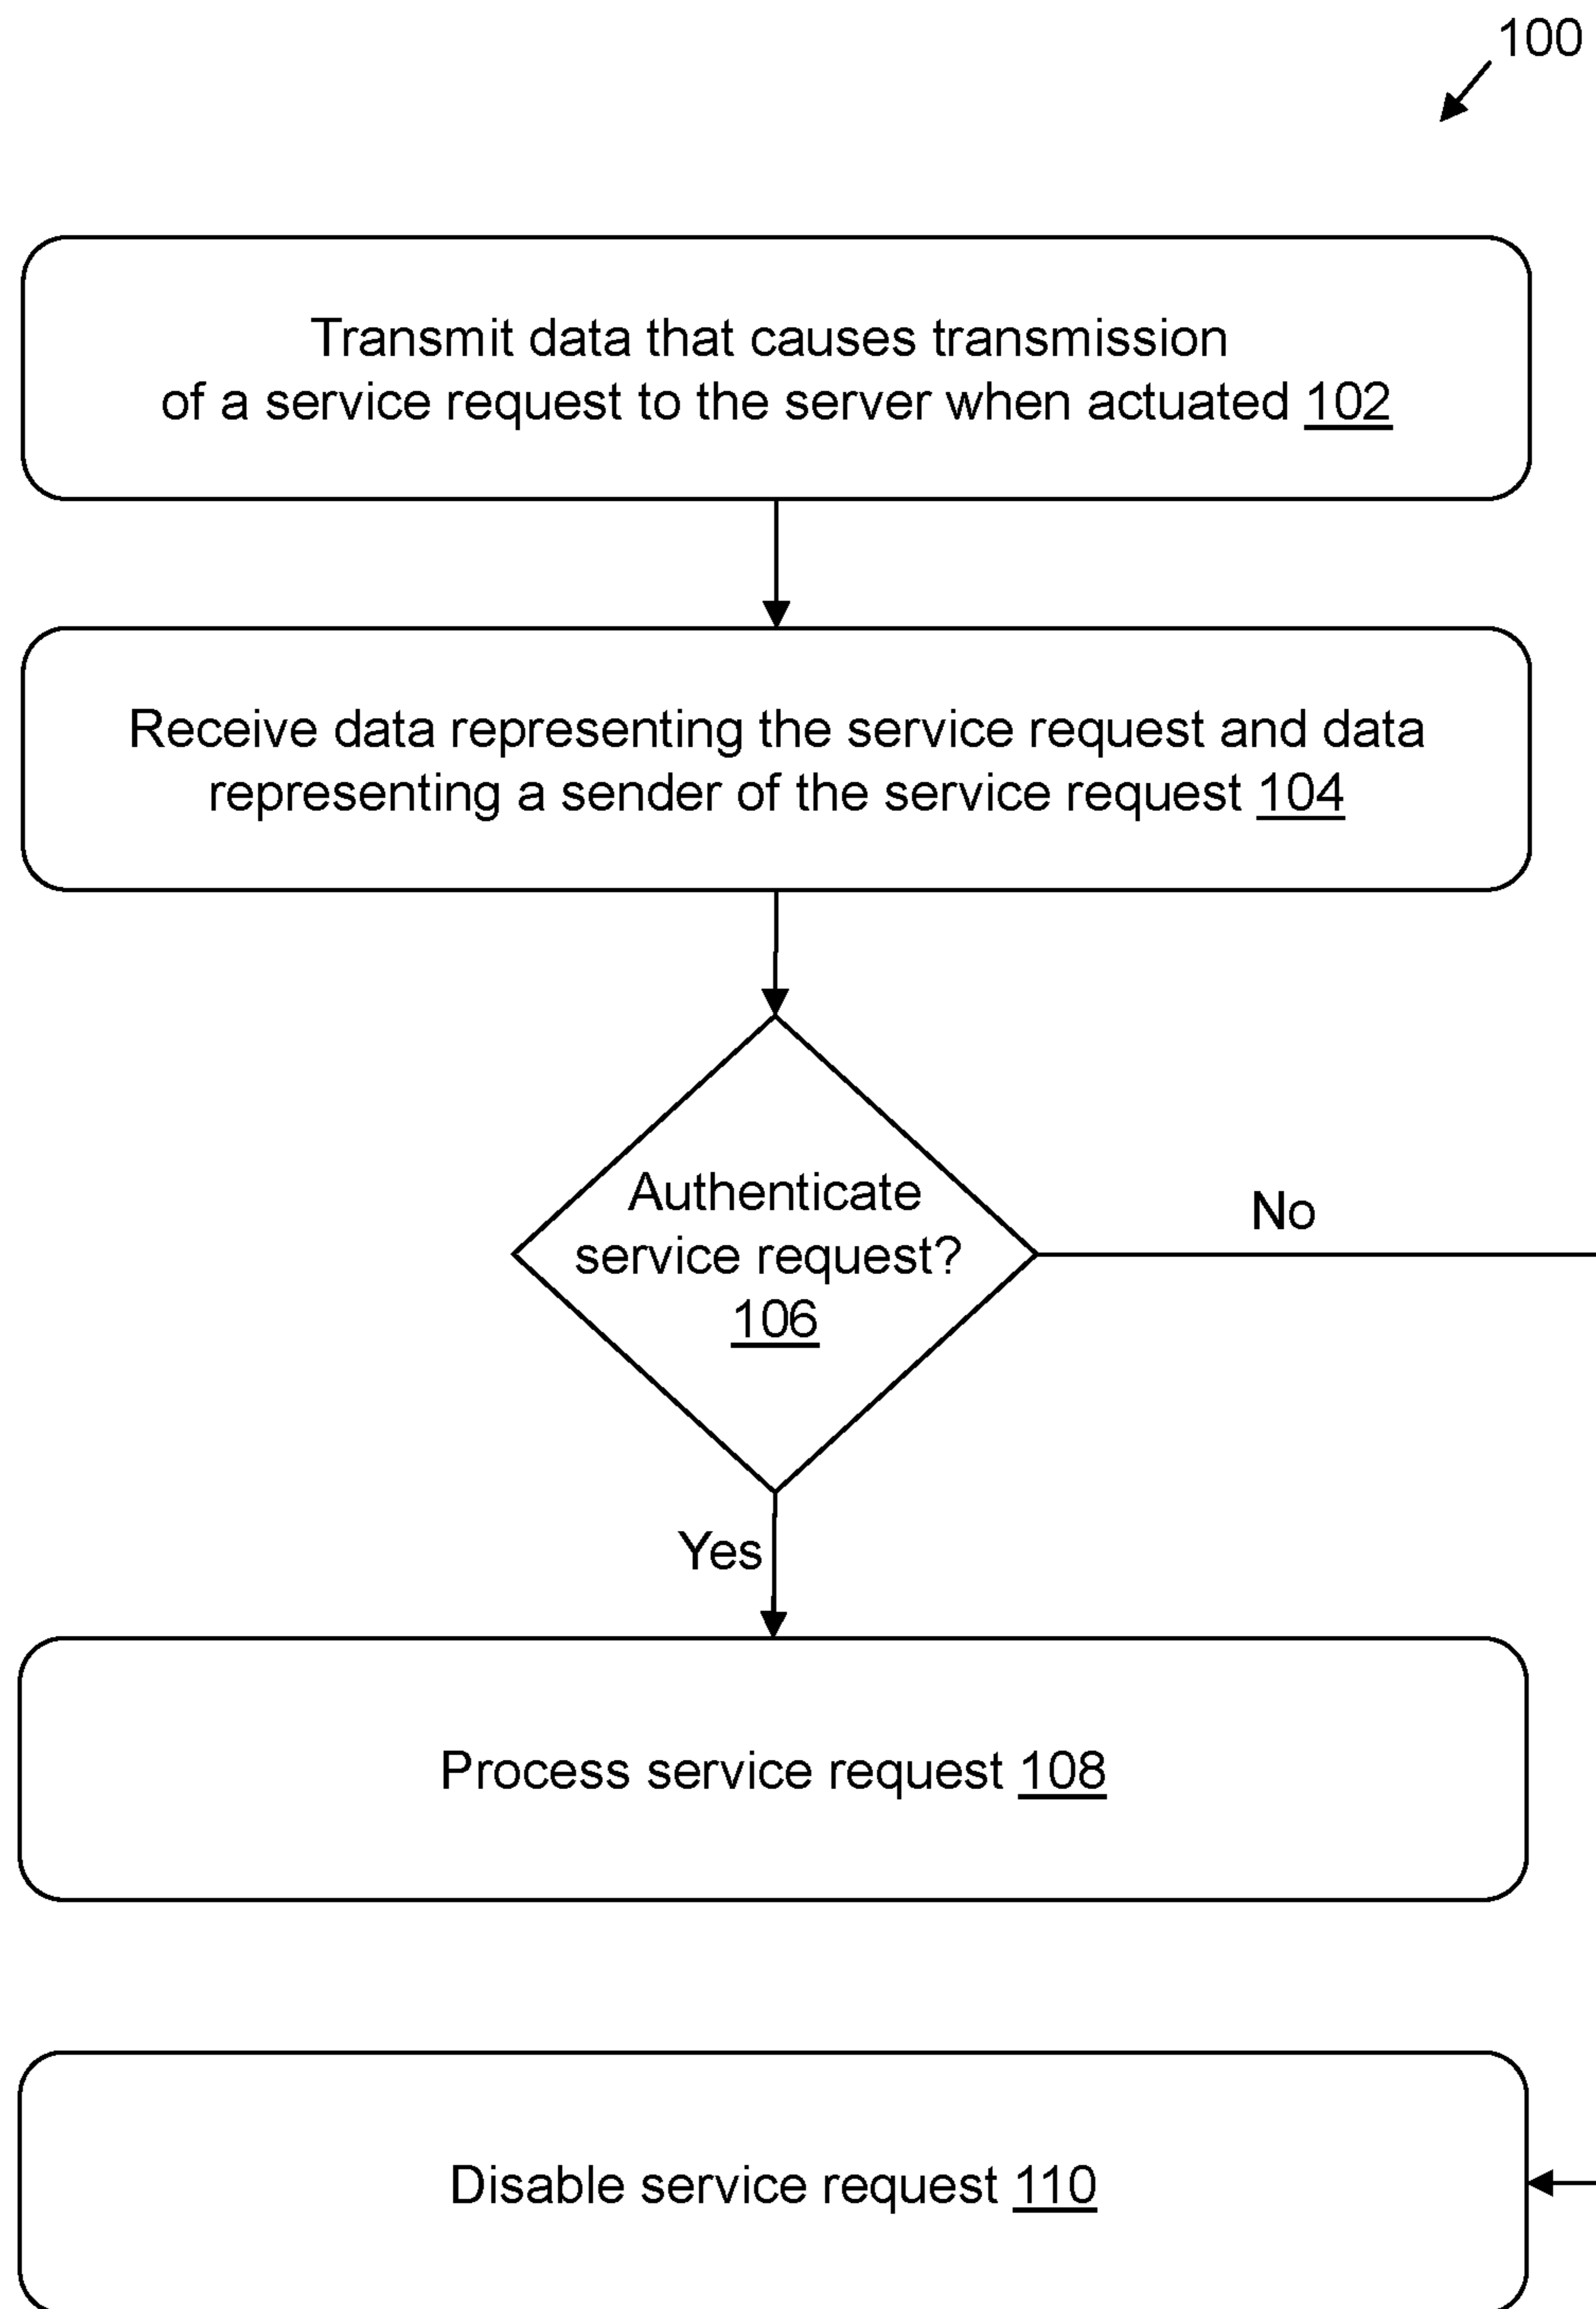 100
Transmit data that causes transmission
of a service request to the server when actuated 102
Receive data representing the service request and data
representing a sender of the service request 104
Authenticate
service request?
106
No
Yes
Process service request 108
Disable service request 110